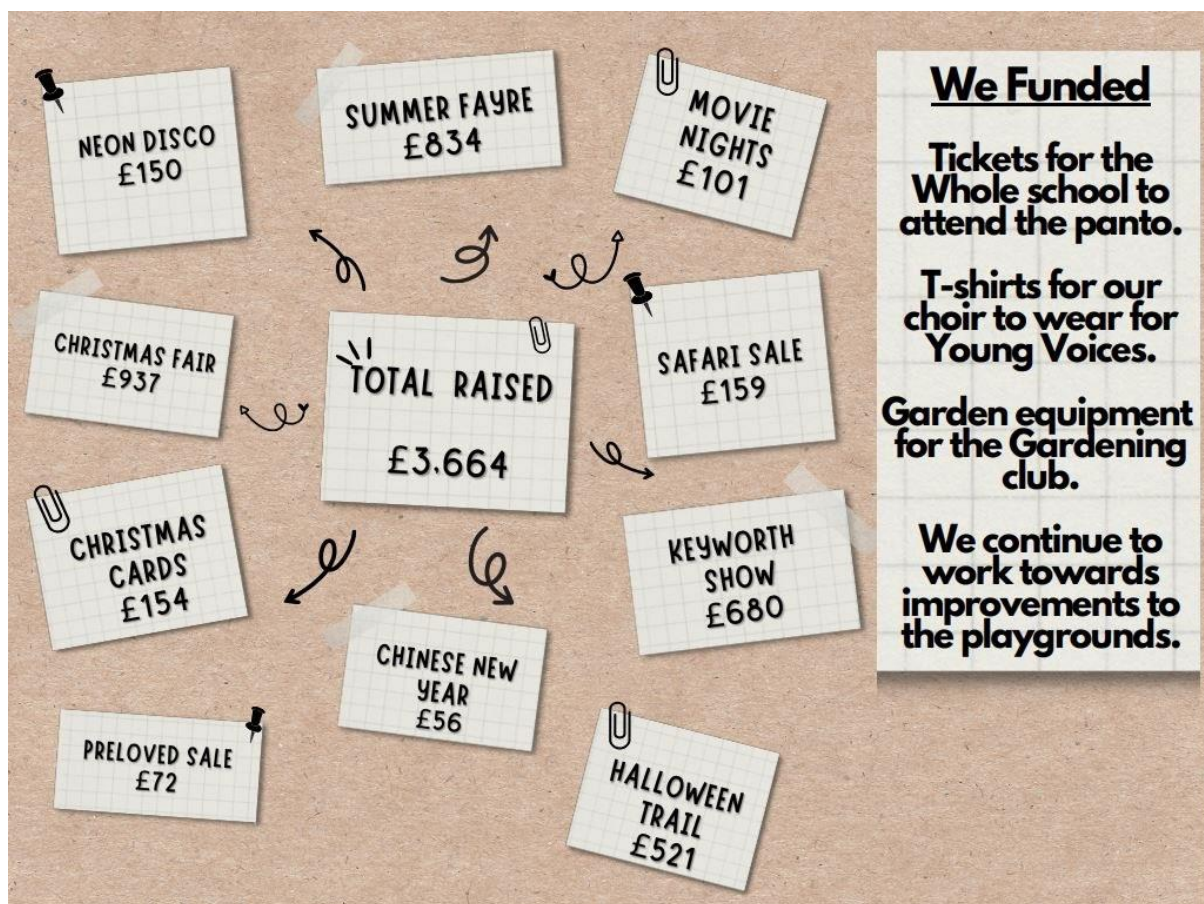 NEON DISCO
£150
SUMMER FAYRE
£834
MOVIE
NIGHTS
£101
CHRISTMAS FAIR
£937
TOTAL RAISED
£3.664
SAFARI SALE
£159
CHRISTMAS
CARDS
£154
KEYWORTH
SHOW
£680
CHINESE NEW
YEAR
£56
PRELOVED SALE
£72
HALLOWEEN
TRAIL
£521
We Funded
Tickets for the
Whole school to
attend the panto.
T-shirts for our
choir to wear for
Young Voices.
Garden equipment
for the Gardening
club.
We continue to
work towards
improvements to
the playgrounds.